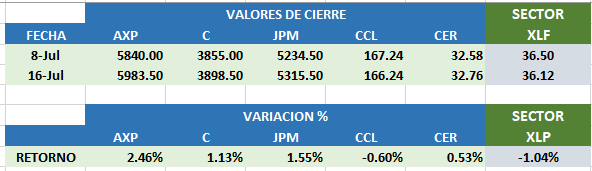 VALORES DE CIERRE SECTOR
FECHA AXP C JPM CCL CER XLF
8-Jul 5840.00 3855.00 5234.50 167.24 32.58 36.50
16-Jul 5983.50 3898.50 5315.50 166.24 32.76 36.12
VARIACION % SECTOR
AXP C JPM CCL CER XLP
RETORNO 2.46% 1.13% 1.55% -0.60% 0.53% -1.04%